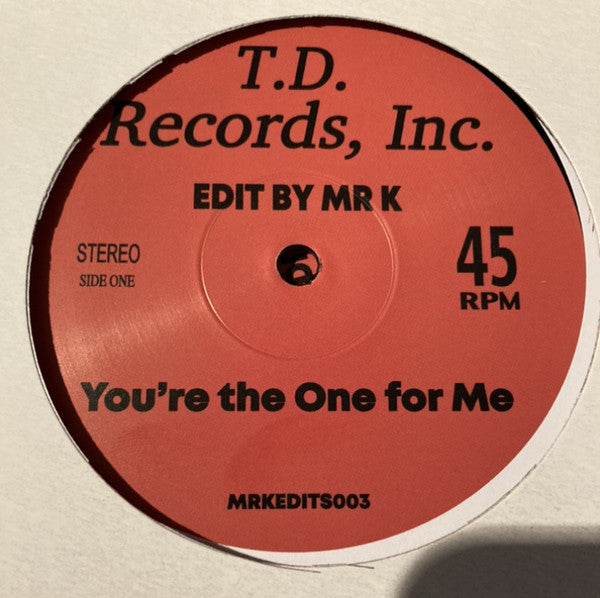 T.D.
Records, Inc.
EDIT BY MR K
STEREO
SIDE ONE
45
RPM
You're the One for Me
MRKEDITS003